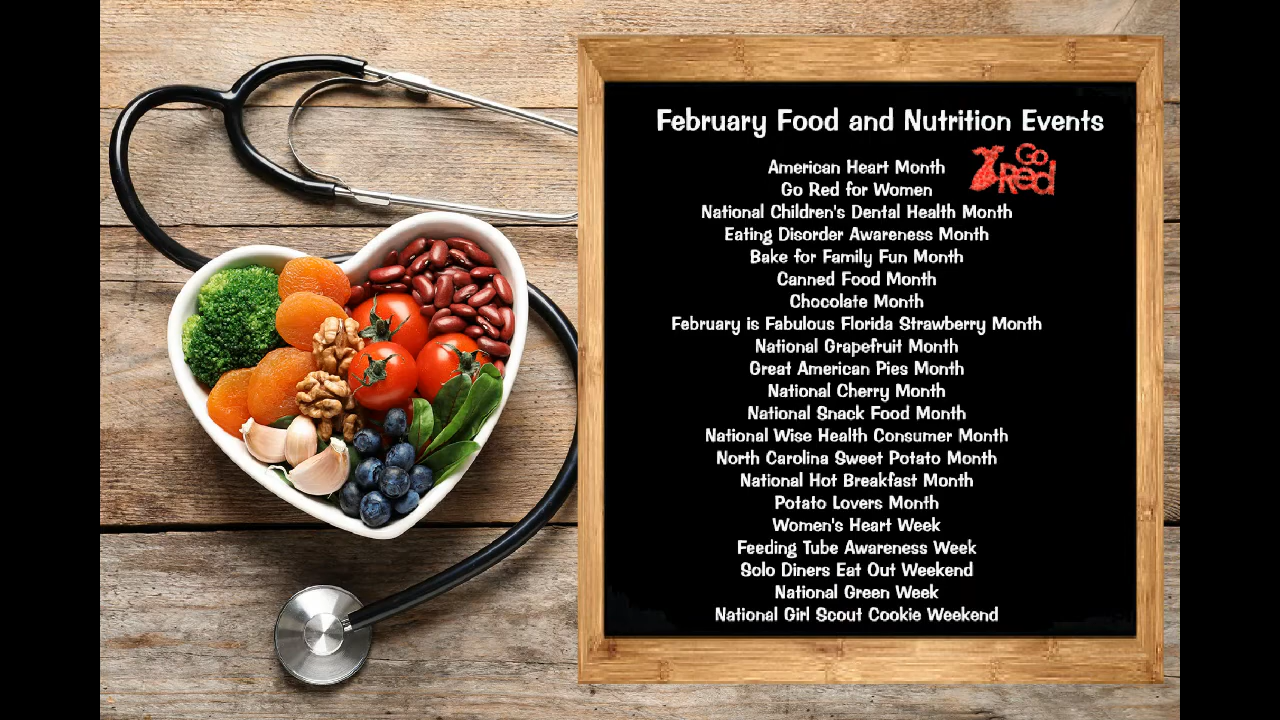 February Food and Nutrition Events
American Heart Month
Go Red
Go Red for Women
National Children's Dental Health Month
Eating Disorder Awareness Month
Bake for Family Fun Month
Canned Food Month
Chocolate Month
February is Fabulous Florida Strawberry Month
National Grapefruit Month
Great American Pies Month
National Cherry Month
National Snack Food Month
National Wise Health Consumer Month
North Carolina Sweet Potato Month
National Hot Breakfast Month
Potato Lovers Month
Women's Heart Week
Feeding Tube Awareness Week
Solo Diners Eat Out Weekend
National Green Week
National Girl Scout Cookie Weekend